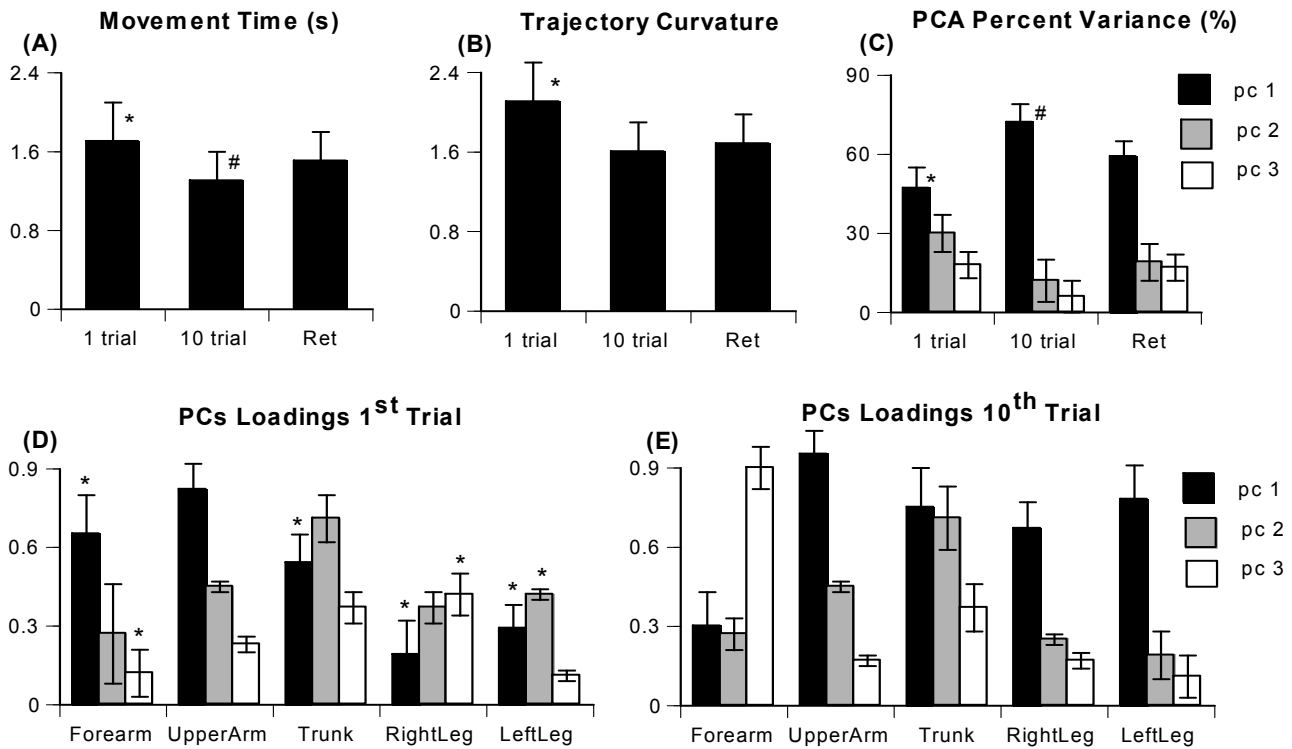 Movement Time (s)
(A)
2.4
1.6
0.8
0
*
#
1 trial 10 trial Ret
Trajectory Curvature
(B)
2.4
1.6
0.8
0
*
1 trial 10 trial Ret
PCA Percent Variance (%)
(C)
90
60
30
0
*
#
1 trial 10 trial Ret
pc 1
pc 2
pc 3
PCs Loadings 1st Trial
(D)
0.9
0.6
0.3
0
*
*
*
*
*
*
*
Forearm UpperArm Trunk RightLeg LeftLeg
PCs Loadings 10th Trial
(E)
0.9
0.6
0.3
0
Forearm UpperArm Trunk RightLeg LeftLeg
pc 1
pc 2
pc 3